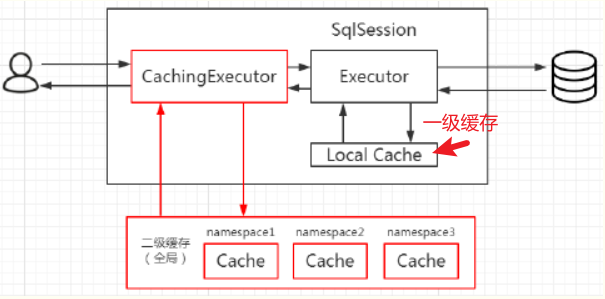 SqlSession
CachingExecutor
Executor
一级缓存
Local Cache
二级缓存
（全局）
namespace1
namespace2
namespace3
Cache
Cache
Cache